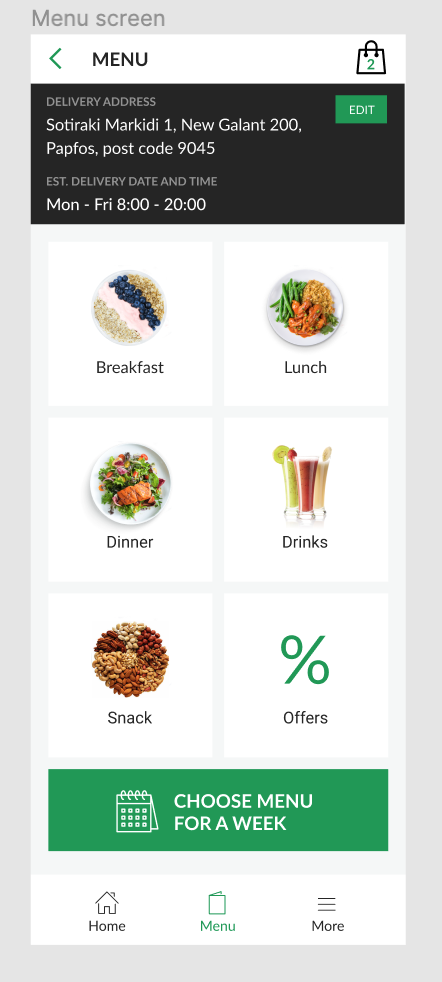 Menu screen
MENU
2
DELIVERY ADDRESS
EDIT
Sotiraki Markidi 1, New Galant 200,
Papfos, post code 9045
EST. DELIVERY DATE AND TIME
Mon - Fri 8:00 - 20:00
Breakfast
Lunch
Dinner
Drinks
Snack
%
Offers
CHOOSE MENU
FOR A WEEK
Home
Menu
More